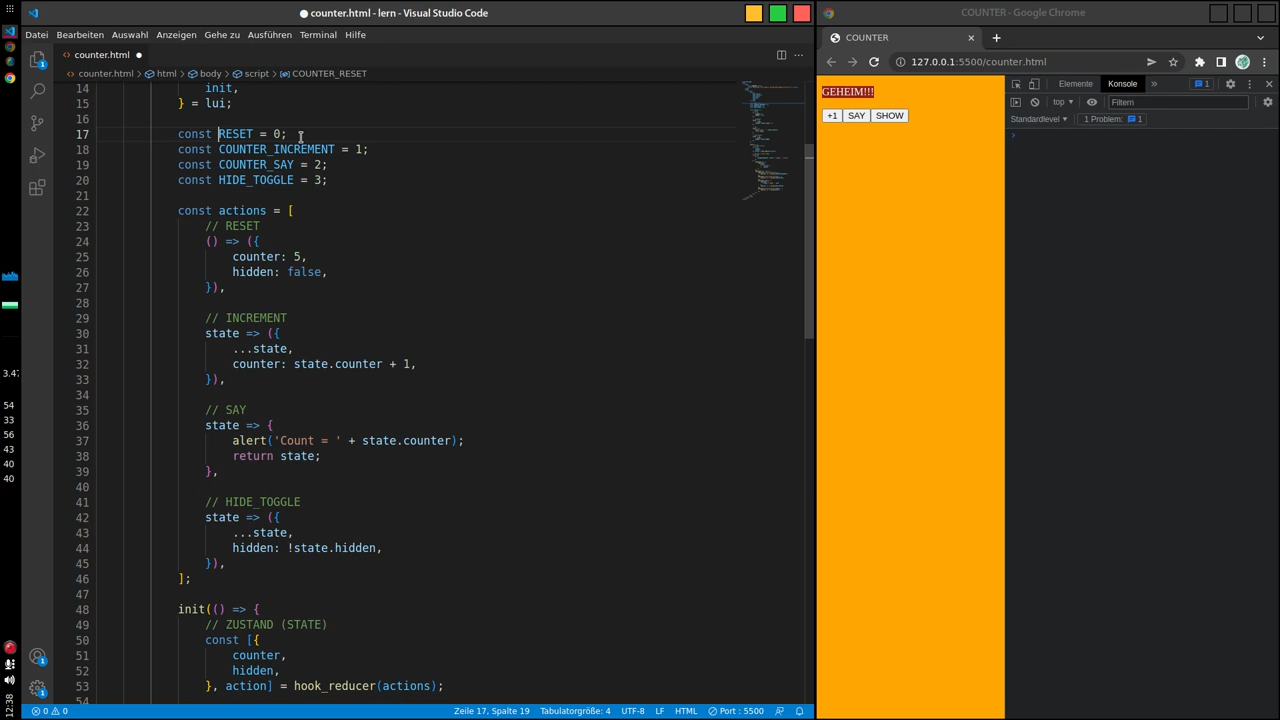 counter.html - lern - Visual Studio Code
Datei Bearbeiten Auswahl Anzeigen Gehe zu Ausführen Terminal Hilfe
counter.html
counter.html > html > body > script > COUNTER_RESET
14 init,
15 } = lui;
16
17 const RESET = 0;
18 const COUNTER_INCREMENT = 1;
19 const COUNTER_SAY = 2;
20 const HIDE_TOGGLE = 3;
21
22 const actions = [
23 // RESET
24 () => ({
25 counter: 5,
26 hidden: false,
27 }),
28
29 // INCREMENT
30 state => ({
31 ...state,
32 counter: state.counter + 1,
33 }),
34
35 // SAY
36 state => {
37 alert('Count = ' + state.counter);
38 return state;
39 },
40
41 // HIDE_TOGGLE
42 state => ({
43 ...state,
44 hidden: !state.hidden,
45 }),
46 ];
47
48 init(() => {
49 // ZUSTAND (STATE)
50 const [{
51 counter,
52 hidden,
53 }, action] = hook_reducer(actions);
54
0 0 Zeile 17, Spalte 19 Tabulatorgröße: 4 UTF-8 LF HTML Port : 5500
1
1
1
3.47
54
33
56
43
40
40
12:38
COUNTER - Google Chrome
COUNTER
127.0.0.1:5500/counter.html
GEHEIM!!!
+1 SAY SHOW
Elemente Konsole » 1
top Filtern
Standardlevel 1 Problem: 1